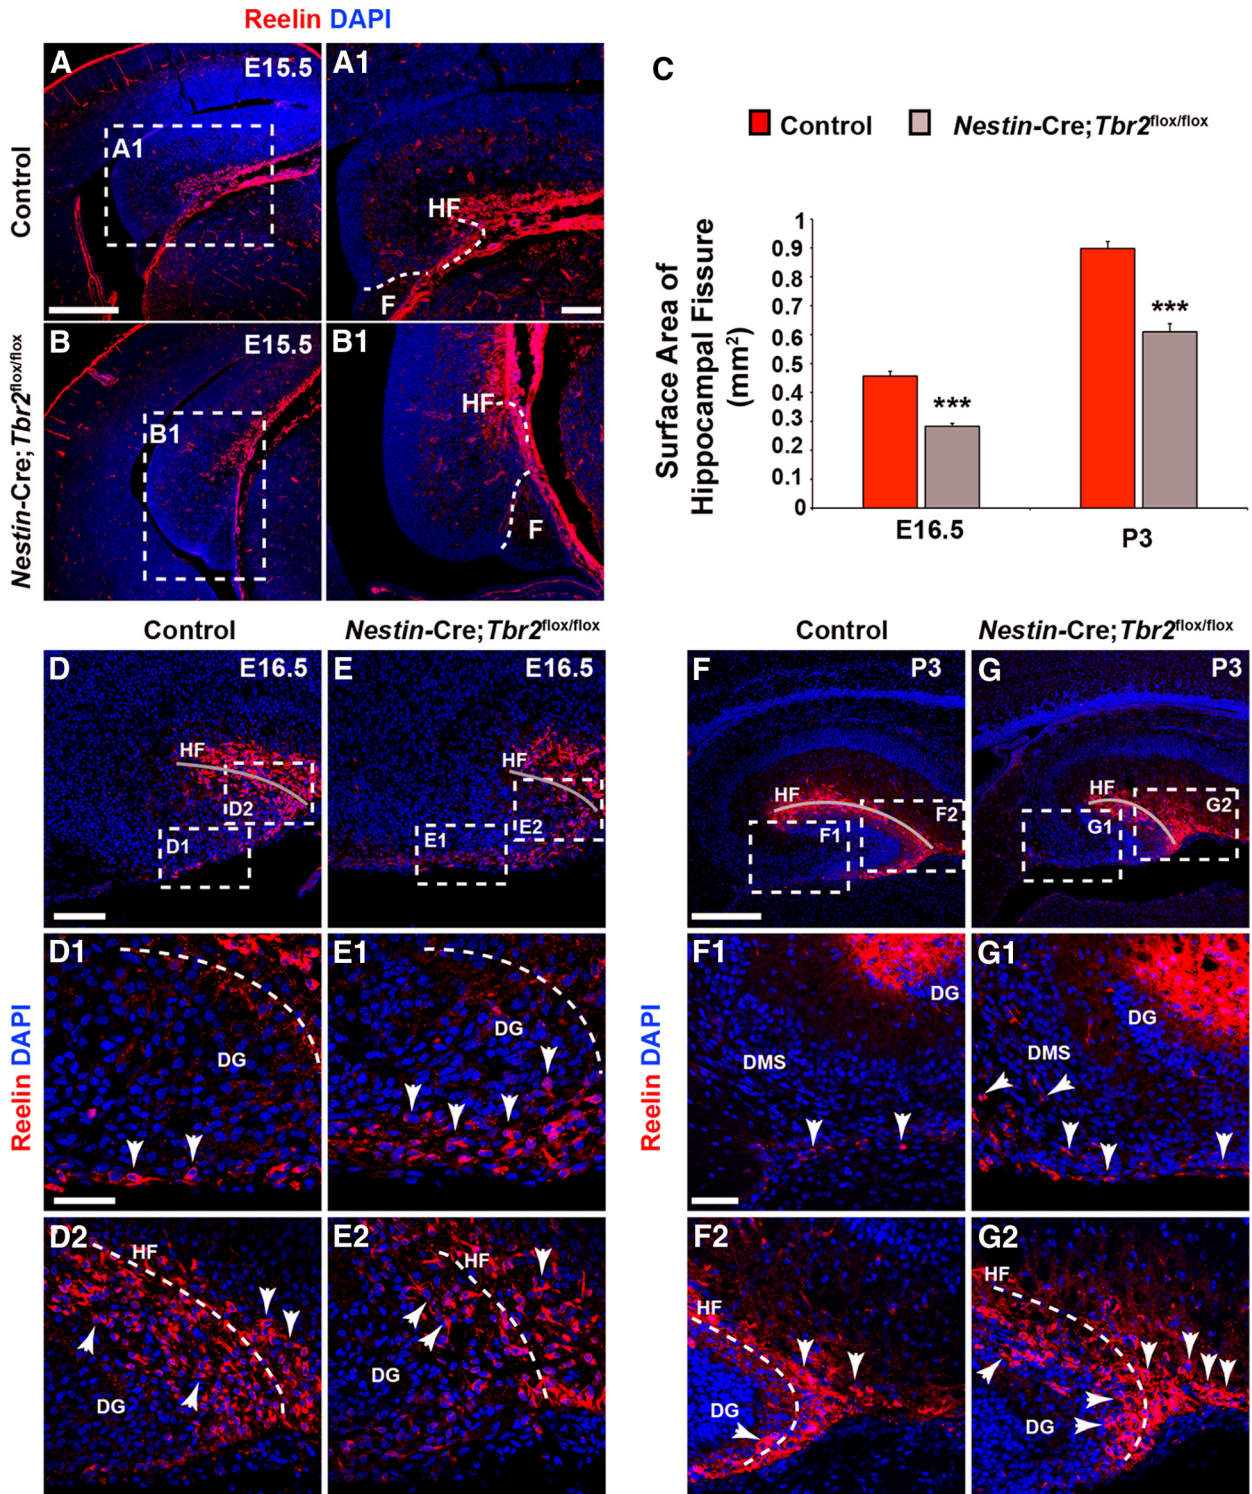 Reelin DAPI
Control
A
E15.5
A1
A1
HF
F
Nestin-Cre;Tbr2flox/flox
B
E15.5
B1
B1
HF
F
C
Control
Nestin-Cre;Tbr2flox/flox
Surface Area of
Hippocampal Fissure
(mm2)
1
0.9
0.8
0.7
0.6
0.5
0.4
0.3
0.2
0.1
0
***
***
E16.5
P3
Control
Nestin-Cre;Tbr2flox/flox
D
E16.5
HF
D2
D1
E
E16.5
HF
E2
E1
Reelin DAPI
D1
DG
E1
DG
D2
HF
DG
E2
HF
DG
Control
Nestin-Cre;Tbr2flox/flox
F
P3
HF
F2
F1
G
P3
HF
G2
G1
Reelin DAPI
F1
DG
DMS
G1
DG
DMS
F2
HF
DG
G2
HF
DG